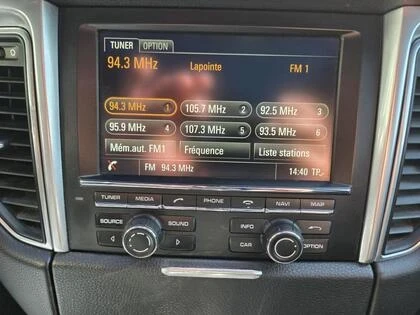 TUNER OPTION
94.3 MHz Lapointe FM 1
94.3 MHz 1 105.7 MHz 2 92.5 MHz 3
95.9 MHz 4 107.3 MHz 5 93.5 MHz 6
Mém.aut. FM1 Fréquence Liste stations
FM 94.3 MHz 14:40 TP
TUNER MEDIA PHONE NAVI MAP
SOURCE SOUND INFO
CAR OPTION